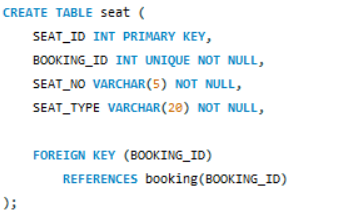 CREATE TABLE seat (
SEAT_ID INT PRIMARY KEY,
BOOKING_ID INT UNIQUE NOT NULL,
SEAT_NO VARCHAR(5) NOT NULL,
SEAT_TYPE VARCHAR(20) NOT NULL,
FOREIGN KEY (BOOKING_ID)
REFERENCES booking(BOOKING_ID)
);